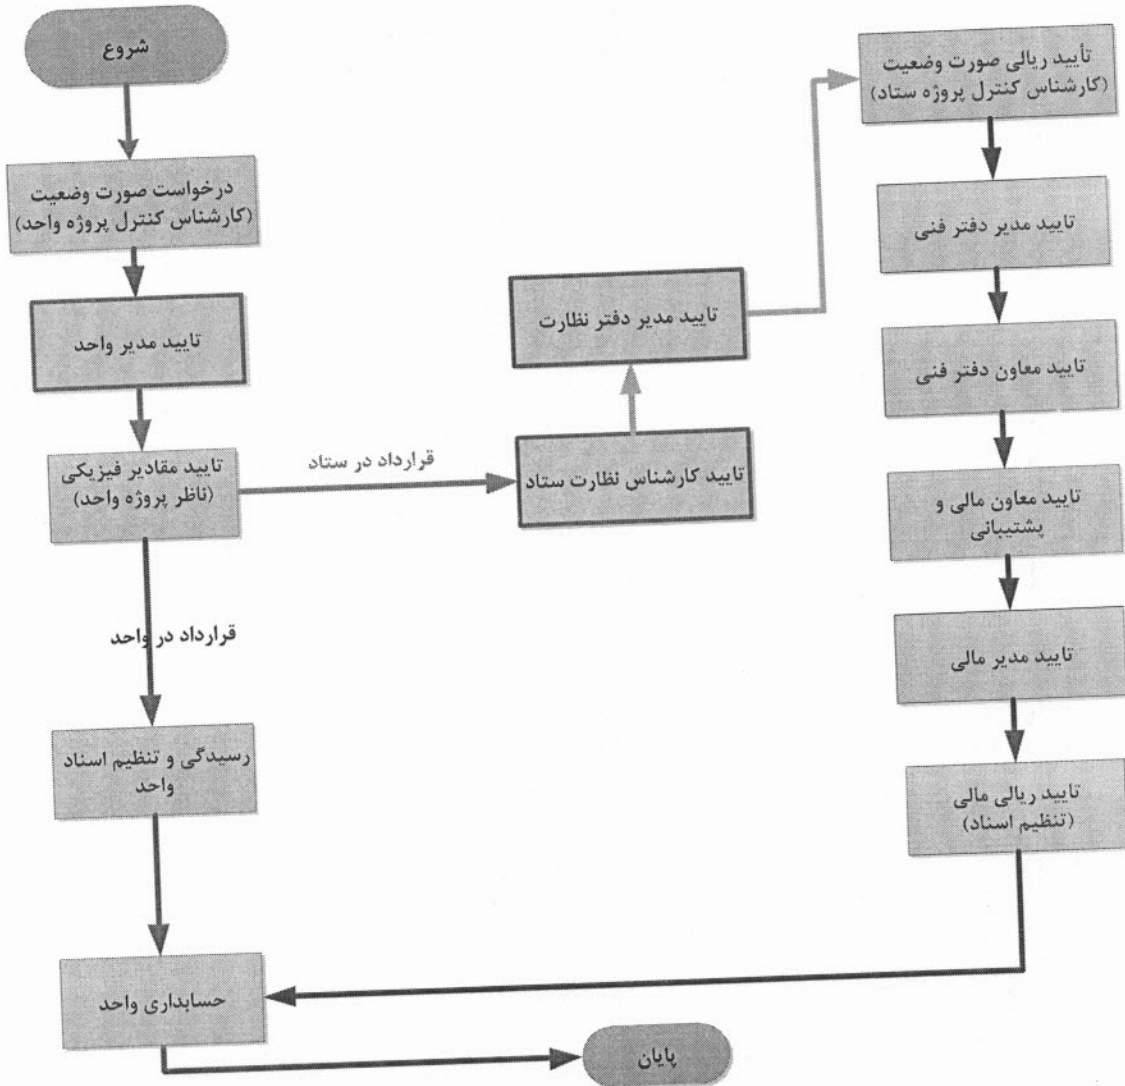 شروع
درخواست صورت وضعیت
(کارشناس کنترل پروژه واحد)
تایید مدیر واحد
تایید مقادیر فیزیکی
(ناظر پروژه واحد)
قرارداد در ستاد
تایید کارشناس نظارت ستاد
تایید مدیر دفتر نظارت
تأیید ریالی صورت وضعیت
(کارشناس کنترل پروژه ستاد)
تایید مدیر دفتر فنی
تایید معاون دفتر فنی
تایید معاون مالی و
پشتیبانی
تایید مدیر مالی
تایید ریالی مالی
(تنظیم اسناد)
قرارداد در واحد
رسیدگی و تنظیم اسناد
واحد
حسابداری واحد
پایان